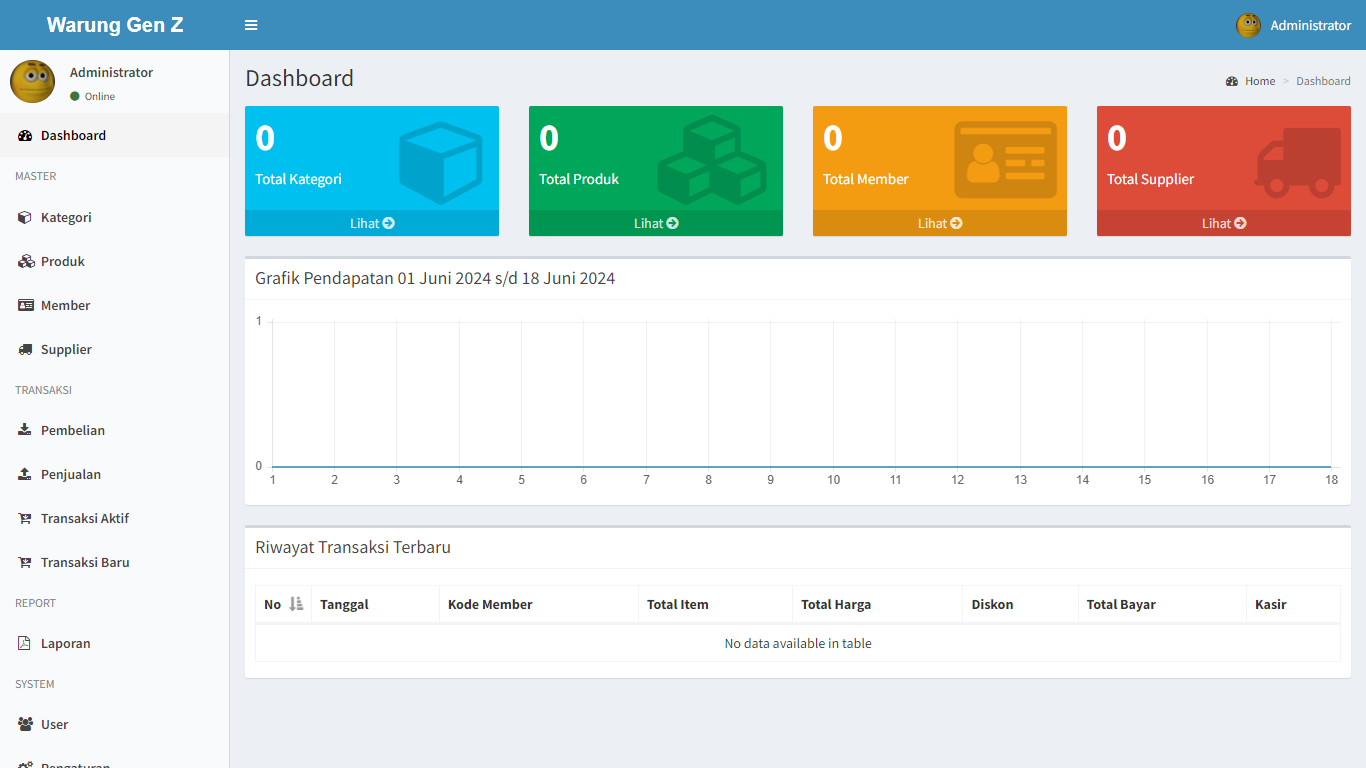 Warung Gen Z
Administrator
Administrator
Online
Dashboard
MASTER
Kategori
Produk
Member
Supplier
TRANSAKSI
Pembelian
Penjualan
Transaksi Aktif
Transaksi Baru
REPORT
Laporan
SYSTEM
User
Pengaturan
Dashboard
Home > Dashboard
0
Total Kategori
Lihat
0
Total Produk
Lihat
0
Total Member
Lihat
0
Total Supplier
Lihat
Grafik Pendapatan 01 Juni 2024 s/d 18 Juni 2024
1
0
1 2 3 4 5 6 7 8 9 10 11 12 13 14 15 16 17 18
Riwayat Transaksi Terbaru
No Tanggal Kode Member Total Item Total Harga Diskon Total Bayar Kasir
No data available in table